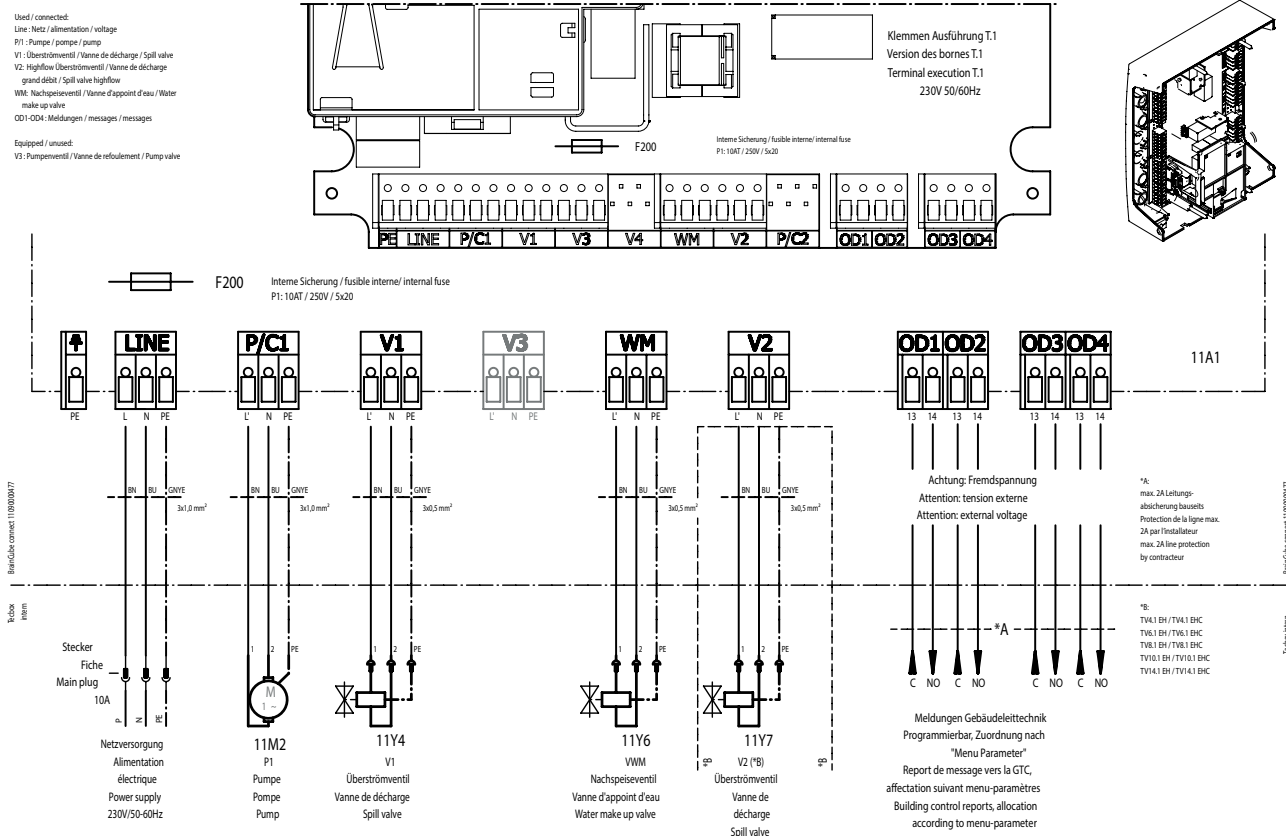 Used / connected:
Line : Netz / alimentation / voltage
P/1 : Pumpe / pompe / pump
V1 : Überströmventil / Vanne de décharge / Spill valve
V2: Highflow Überströmventil / Vanne de décharge
grand débit / Spill valve highflow
WM: Nachspeiseventil / Vanne d'appoint d'eau / Water
make up valve
OD1-OD4 : Meldungen / messages / messages
Equipped / unused:
V3 : Pumpenventil / Vanne de refoulement / Pump valve
Klemmen Ausführung T.1
Version des bornes T.1
Terminal execution T.1
230V 50/60Hz
F200
Interne Sicherung / fusible interne/ internal fuse
P1: 10AT / 250V / 5x20
PE LINE P/C1 V1 V3 V4 WM V2 P/C2 OD1 OD2 OD3 OD4
F200
Interne Sicherung / fusible interne/ internal fuse
P1: 10AT / 250V / 5x20
LINE P/C1 V1 V3 WM V2 OD1 OD2 OD3 OD4
11A1
PE L N PE L' N PE L' N PE L' N PE L' N PE L' N PE 13 14 13 14 13 14 13 14
BN BU GNYE
3x1,0 mm²
BN BU GNYE
3x1,0 mm²
BN BU GNYE
3x0,5 mm²
BN BU GNYE
3x0,5 mm²
BN BU GNYE
3x0,5 mm²
Achtung: Fremdspannung
Attention: tension externe
Attention: external voltage
*A:
max. 2A Leitungs-
absicherung bauseits
Protection de la ligne max.
2A par l'installateur
max. 2A line protection
by contracteur
BrainCube connect 11090000477
Tecbox
intern
*B:
TV4.1 EH / TV4.1 EHC
TV6.1 EH / TV6.1 EHC
TV8.1 EH / TV8.1 EHC
TV10.1 EH / TV10.1 EHC
TV14.1 EH / TV14.1 EHC
*A
Stecker
Fiche
Main plug
10A
P N PE
1 2 PE
M
1 ~
1 2 PE
1 2 PE
1 2 PE
C NO C NO C NO C NO
Netzversorgung
Alimentation
électrique
Power supply
230V/50-60Hz
11M2
P1
Pumpe
Pompe
Pump
11Y4
V1
Überströmventil
Vanne de décharge
Spill valve
11Y6
VWM
Nachspeiseventil
Vanne d'appoint d'eau
Water make up valve
11Y7
*B V2 (*B) *B
Überströmventil
Vanne de
décharge
Spill valve
Meldungen Gebäudeleittechnik
Programmierbar, Zuordnung nach
"Menu Parameter"
Report de message vers la GTC,
affectation suivant menu-paramètres
Building control reports, allocation
according to menu-parameter